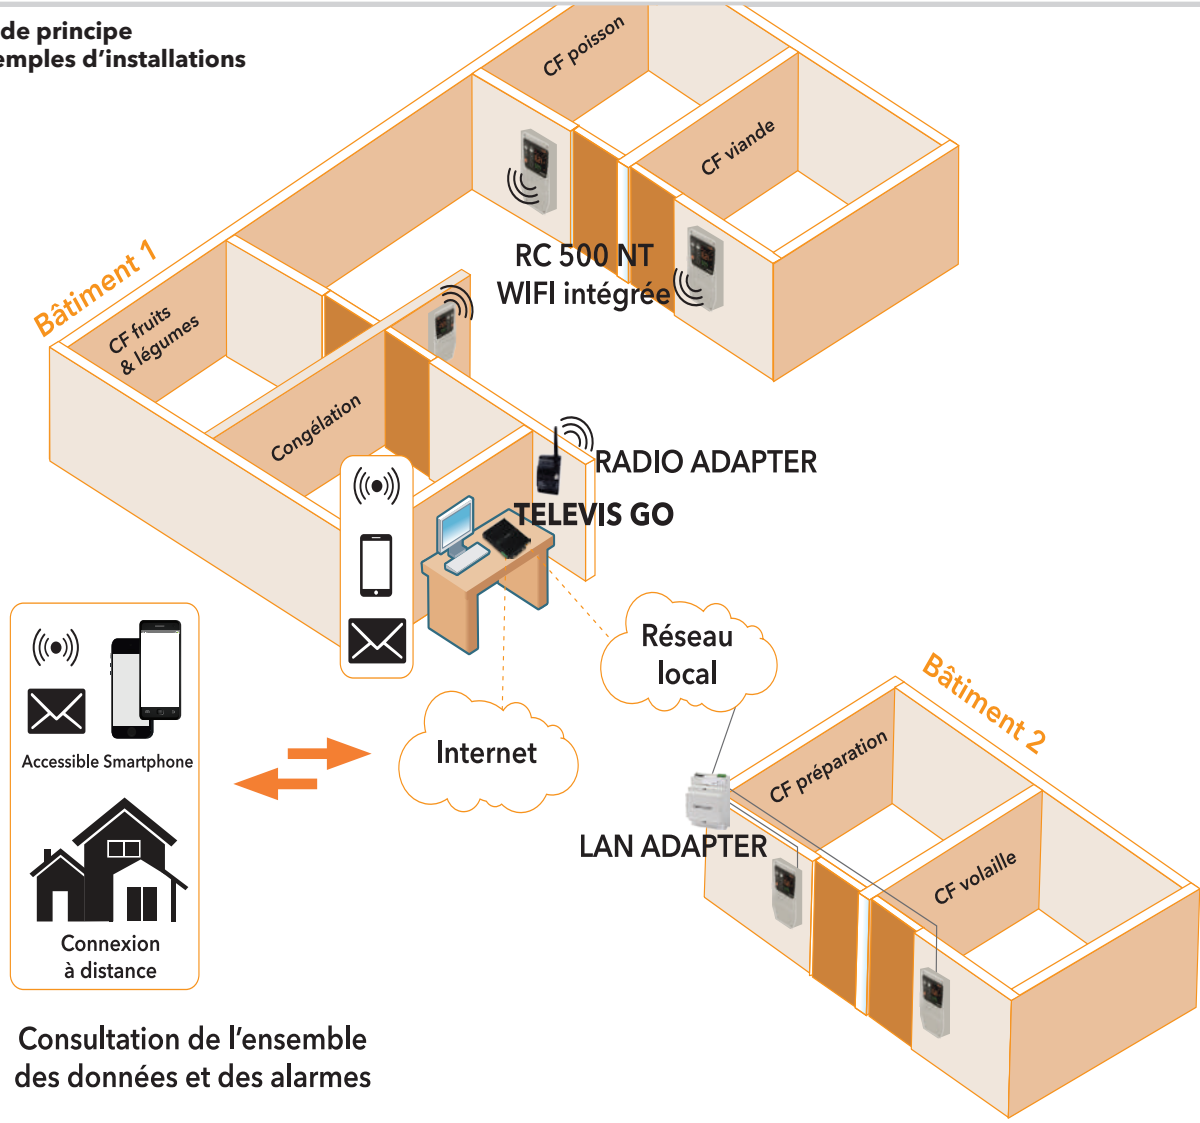 de principe
emples d'installations
CF poisson
CF viande
RC 500 NT
WIFI intégrée
Bâtiment 1
CF fruits
& légumes
Congélation
RADIO ADAPTER
TELEVIS GO
Réseau
local
Internet
Accessible Smartphone
Connexion
à distance
Bâtiment 2
CF préparation
LAN ADAPTER
CF volaille
Consultation de l'ensemble
des données et des alarmes